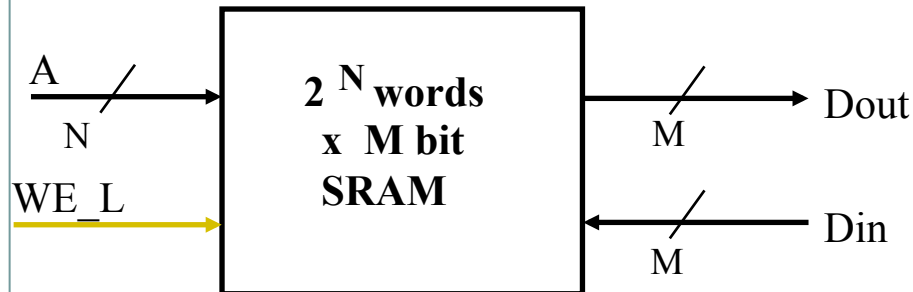 A
N
WE_L
2 N words
x M bit
SRAM
M
Dout
M
Din